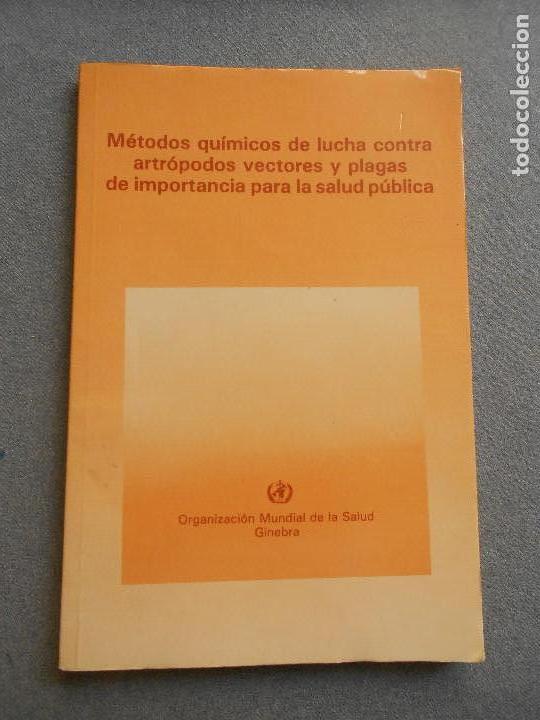 Métodos químicos de lucha contra
artrópodos vectores y plagas
de importancia para la salud pública
Organización Mundial de la Salud
Ginebra
todocoleccion